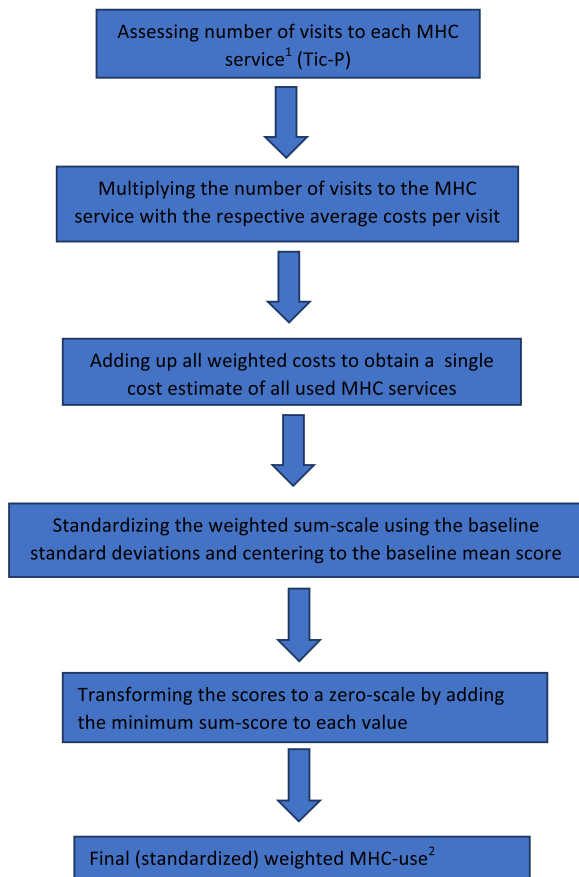 Assessing number of visits to each MHC
service¹ (Tic-P)
Multiplying the number of visits to the MHC
service with the respective average costs per visit
Adding up all weighted costs to obtain a single
cost estimate of all used MHC services
Standardizing the weighted sum-scale using the baseline
standard deviations and centering to the baseline mean score
Transforming the scores to a zero-scale by adding
the minimum sum-score to each value
Final (standardized) weighted MHC-use²